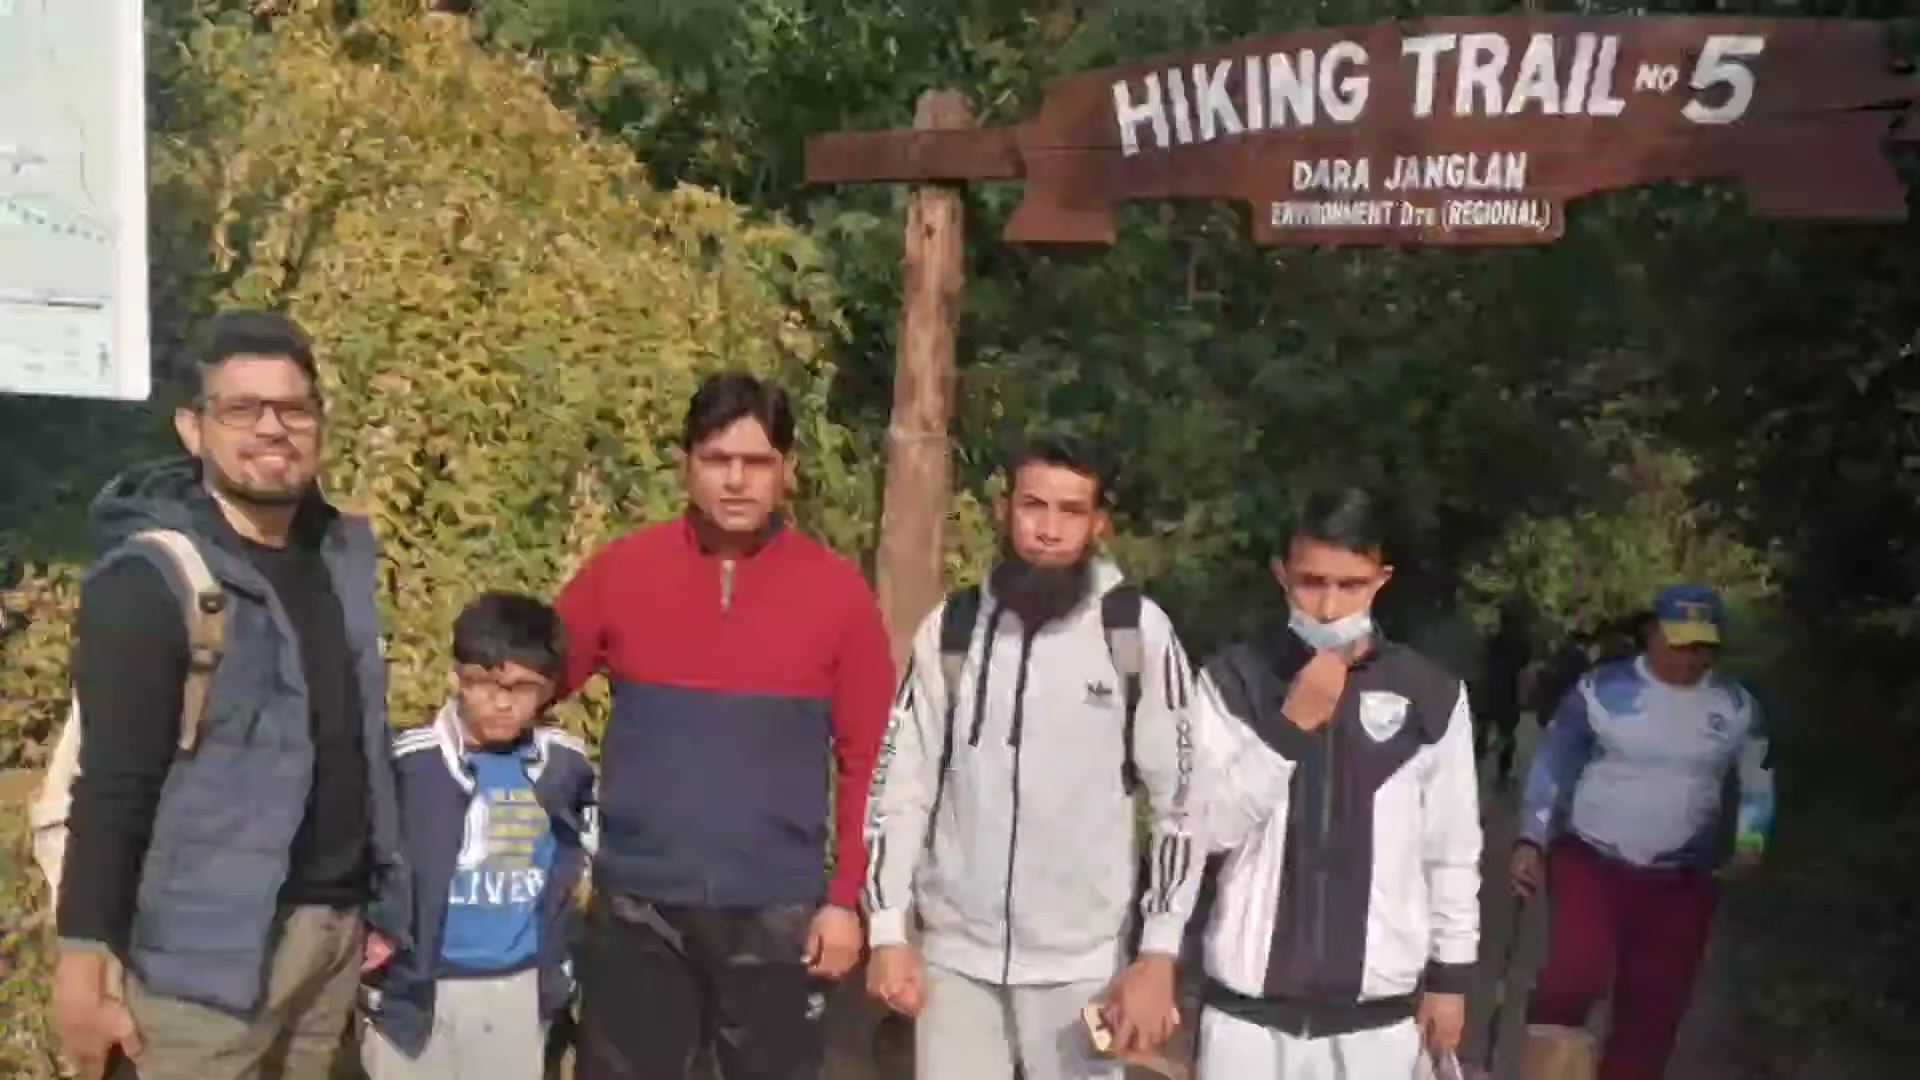 HIKING TRAIL NO 5
DARA JANGLAN
ENVIRONMENT DTE (REGIONAL)
LIVER